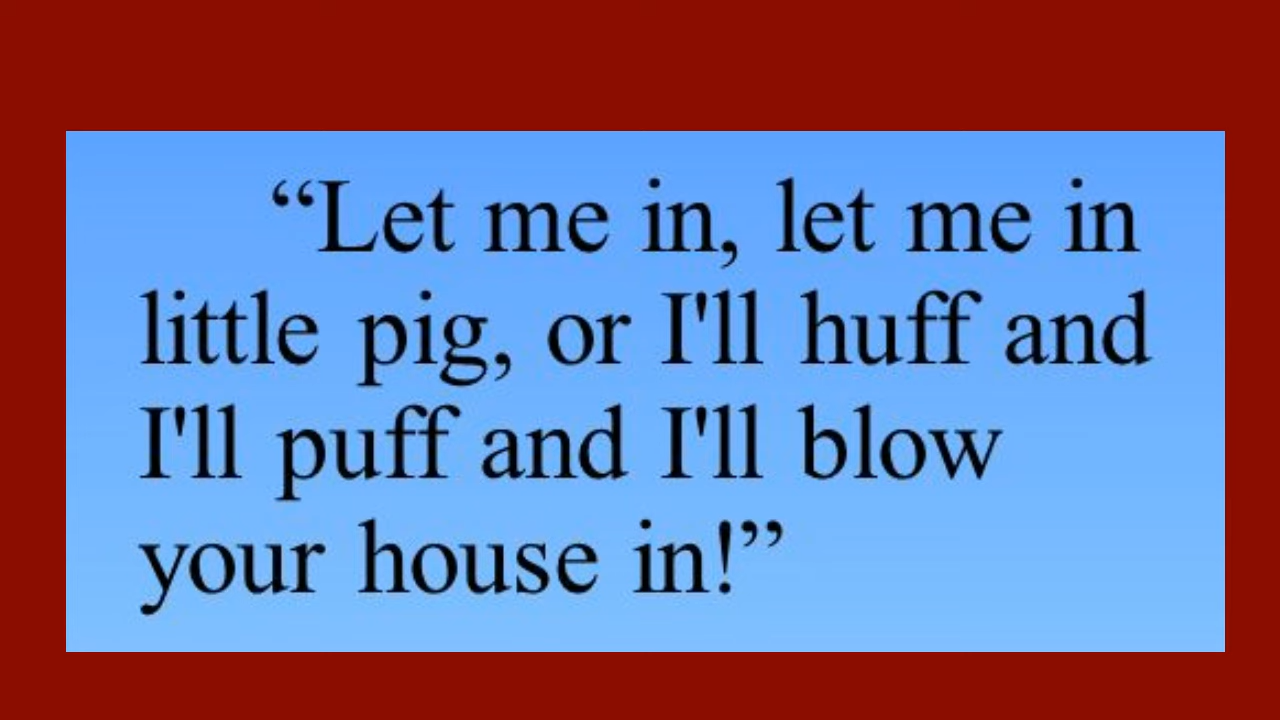 “Let me in, let me in
little pig, or I'll huff and
I'll puff and I'll blow
your house in!”